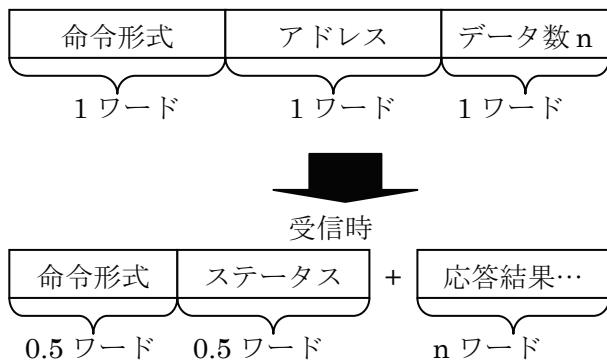 命令形式 アドレス データ数 n
1 ワード 1 ワード 1 ワード
受信時
命令形式 ステータス + 応答結果…
0.5 ワード 0.5 ワード n ワード